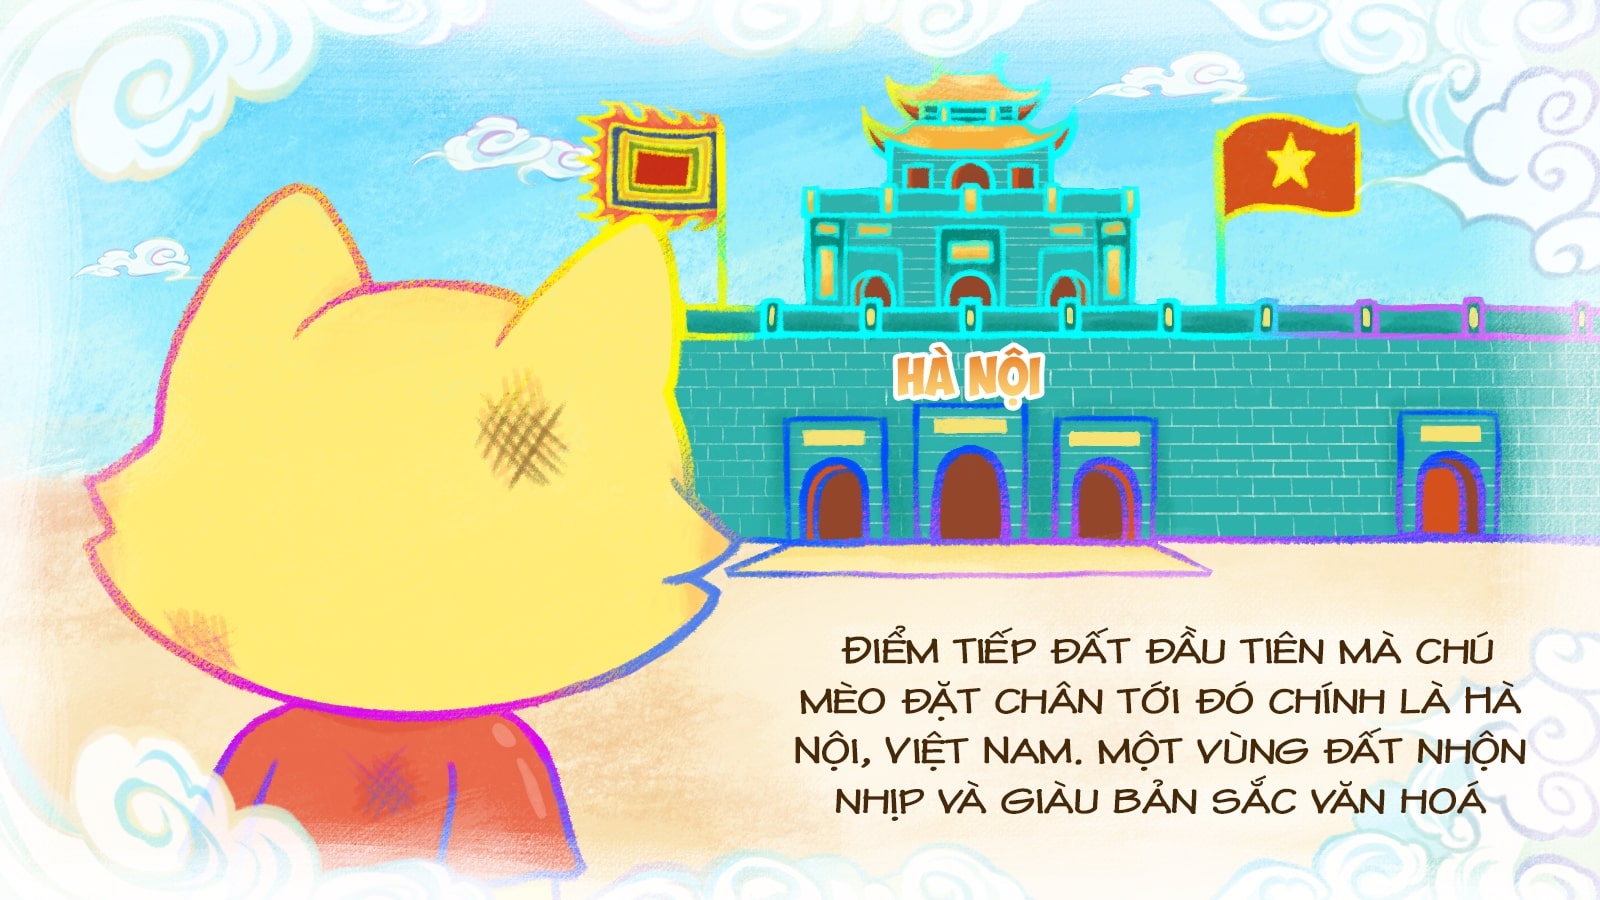 HÀ NỘI
ĐIỂM TIẾP ĐẤT ĐẦU TIÊN MÀ CHÚ
MÈO ĐẶT CHÂN TỚI ĐÓ CHÍNH LÀ HÀ
NỘI, VIỆT NAM. MỘT VÙNG ĐẤT NHỘN
NHỊP VÀ GIÀU BẢN SẮC VĂN HOÁ